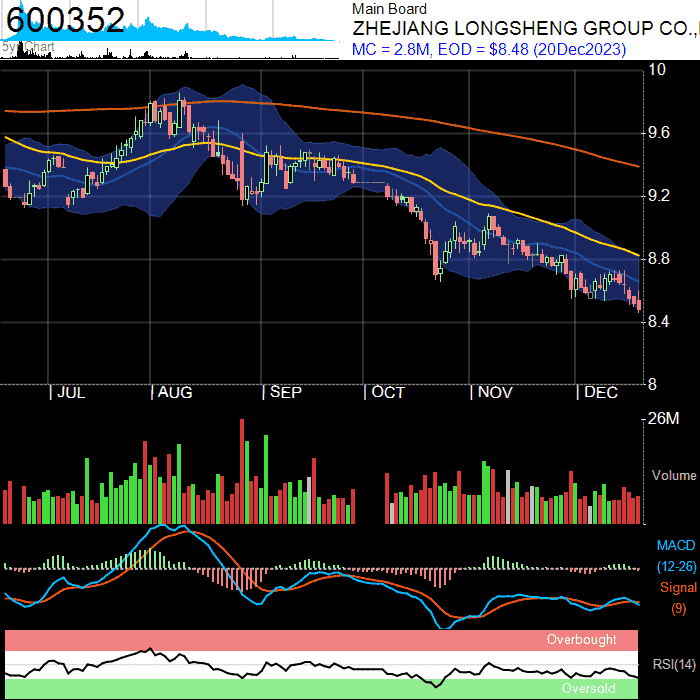 600352
5yr Chart
Main Board
ZHEJIANG LONGSHENG GROUP CO.,
MC = 2.8M, EOD = $8.48 (20Dec2023)
10
9.6
9.2
8.8
8.4
8
JUL
AUG
SEP
OCT
NOV
DEC
26M
Volume
MACD
(12-26)
Signal
(9)
Overbought
RSI(14)
Oversold